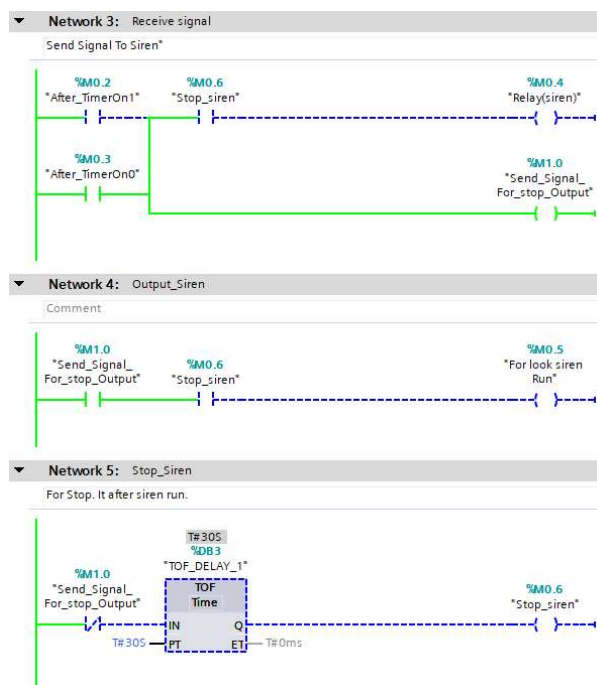 Network 3: Receive signal
Send Signal To Siren"
%M0.2
"After_TimerOn1"
%M0.6
"Stop_siren"
%M0.4
"Relay(siren)"
%M0.3
"After_TimerOn0"
%M1.0
"Send_Signal_
For_stop_Output"
Network 4: Output_Siren
Comment
%M1.0
"Send_Signal_
For_stop_Output"
%M0.6
"Stop_siren"
%M0.5
"For look siren
Run"
Network 5: Stop_Siren
For Stop. It after siren run.
T#30S
%DB3
"TOF_DELAY_1"
%M1.0
"Send_Signal_
For_stop_Output"
TOF
Time
%M0.6
"Stop_siren"
IN Q
T#30S PT ET T#0ms